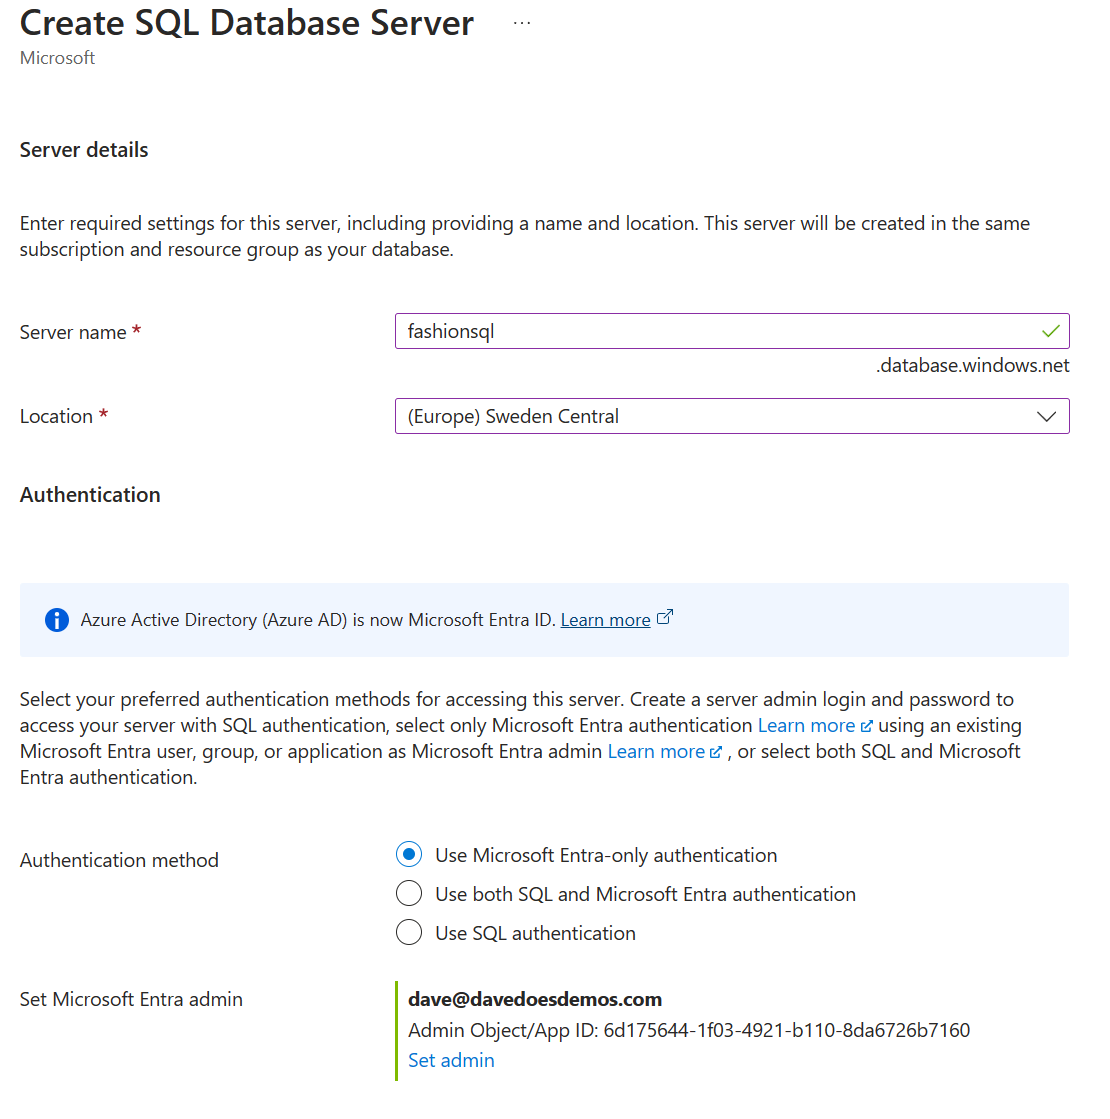 Create SQL Database Server ...
Microsoft
Server details
Enter required settings for this server, including providing a name and location. This server will be created in the same
subscription and resource group as your database.
Server name *
fashionsql
.database.windows.net
Location *
(Europe) Sweden Central
Authentication
Azure Active Directory (Azure AD) is now Microsoft Entra ID. Learn more
Select your preferred authentication methods for accessing this server. Create a server admin login and password to
access your server with SQL authentication, select only Microsoft Entra authentication Learn more using an existing
Microsoft Entra user, group, or application as Microsoft Entra admin Learn more , or select both SQL and Microsoft
Entra authentication.
Authentication method
Use Microsoft Entra-only authentication
Use both SQL and Microsoft Entra authentication
Use SQL authentication
Set Microsoft Entra admin
dave@davedoesdemos.com
Admin Object/App ID: 6d175644-1f03-4921-b110-8da6726b7160
Set admin